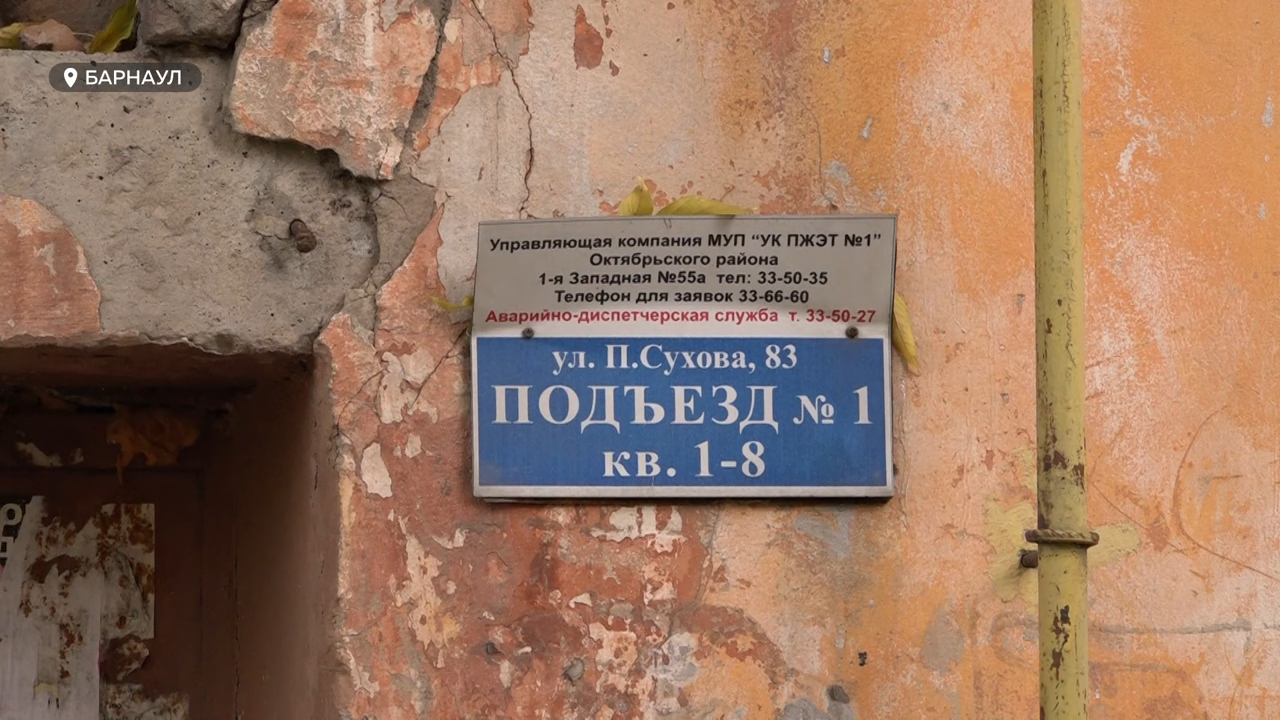 БАРНАУЛ
Управляющая компания МУП “УК ПЖЭТ №1”
Октябрьского района
1-я Западная №55а тел: 33-50-35
Телефон для заявок 33-66-60
Аварийно-диспетчерская служба т. 33-50-27
ул. П.Сухова, 83
ПОДЪЕЗД № 1
кв. 1-8